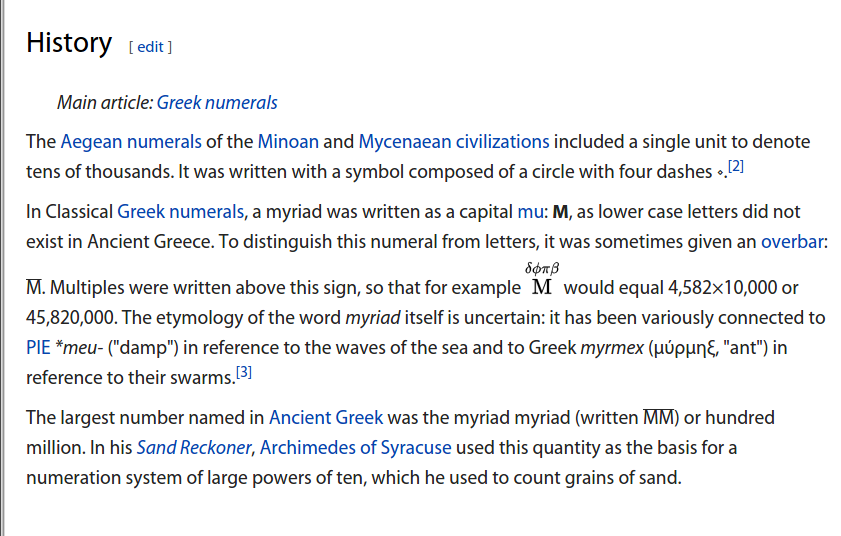 History [ edit ]
Main article: Greek numerals
The Aegean numerals of the Minoan and Mycenaean civilizations included a single unit to denote
tens of thousands. It was written with a symbol composed of a circle with four dashes 𐄫.[2]
In Classical Greek numerals, a myriad was written as a capital mu: Μ, as lower case letters did not
exist in Ancient Greece. To distinguish this numeral from letters, it was sometimes given an overbar:
δϕπβ
M̅. Multiples were written above this sign, so that for example M would equal 4,582×10,000 or
45,820,000. The etymology of the word myriad itself is uncertain: it has been variously connected to
PIE *meu- ("damp") in reference to the waves of the sea and to Greek myrmex (μύρμηξ, "ant") in
reference to their swarms.[3]
The largest number named in Ancient Greek was the myriad myriad (written M̅M̅) or hundred
million. In his Sand Reckoner, Archimedes of Syracuse used this quantity as the basis for a
numeration system of large powers of ten, which he used to count grains of sand.